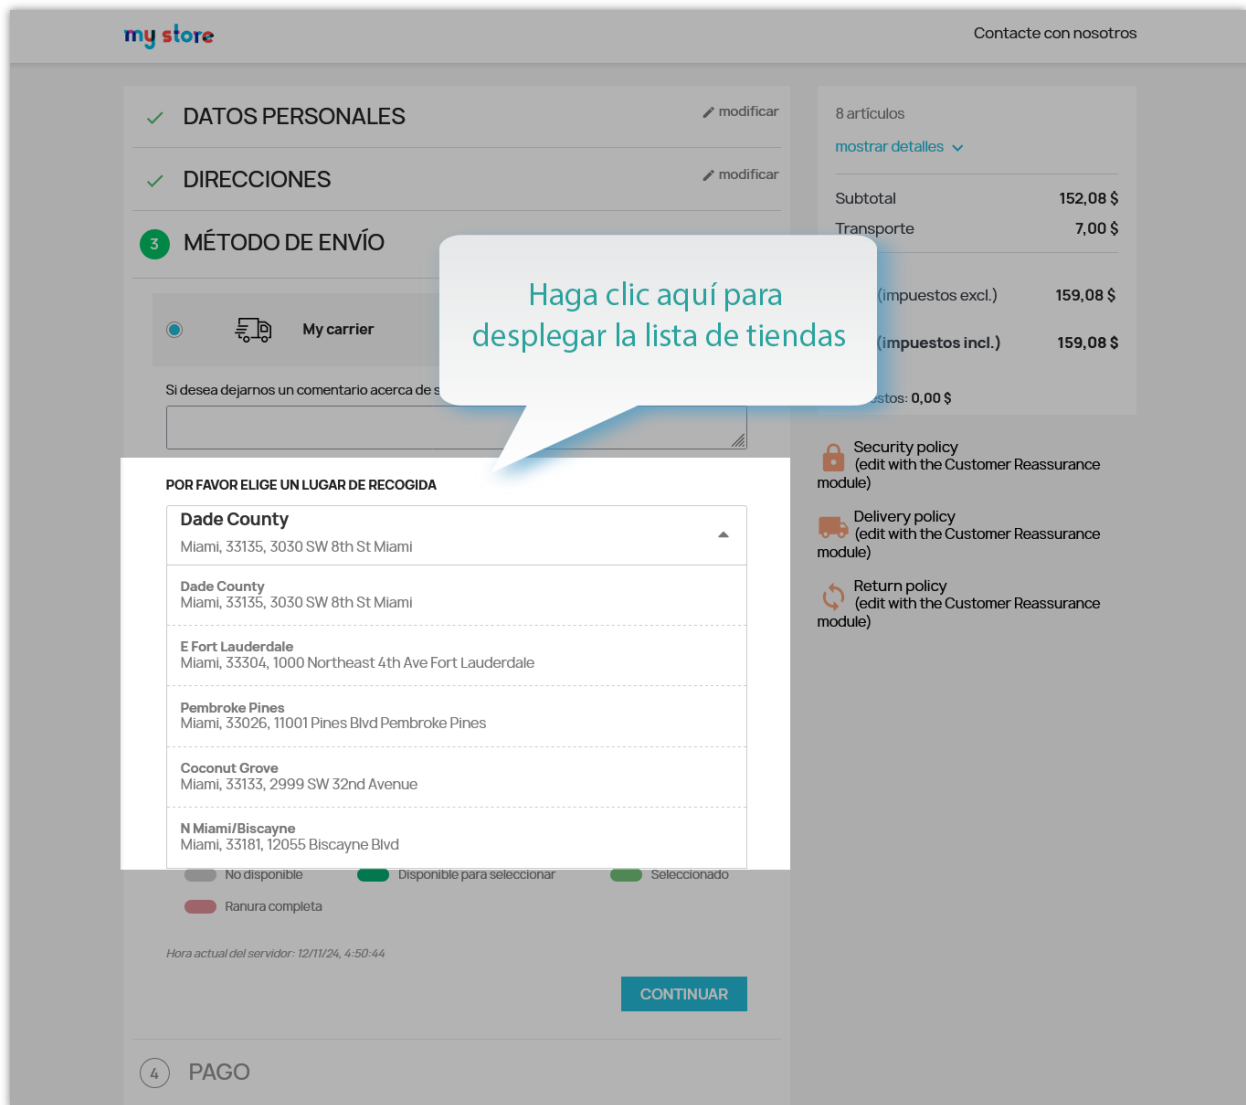 my store
Contacte con nosotros
DATOS PERSONALES
modificar
DIRECCIONES
modificar
3 MÉTODO DE ENVÍO
My carrier
Si desea dejarnos un comentario acerca de
Haga clic aquí para
desplegar la lista de tiendas
POR FAVOR ELIGE UN LUGAR DE RECOGIDA
Dade County
Miami, 33135, 3030 SW 8th St Miami
Dade County
Miami, 33135, 3030 SW 8th St Miami
E Fort Lauderdale
Miami, 33304, 1000 Northeast 4th Ave Fort Lauderdale
Pembroke Pines
Miami, 33026, 11001 Pines Blvd Pembroke Pines
Coconut Grove
Miami, 33133, 2999 SW 32nd Avenue
N Miami/Biscayne
Miami, 33181, 12055 Biscayne Blvd
No disponible
Disponible para seleccionar
Seleccionado
Ranura completa
Hora actual del servidor: 12/11/24, 4:50:44
CONTINUAR
4 PAGO
8 artículos
mostrar detalles
Subtotal 152,08 $
Transporte 7,00 $
(impuestos excl.) 159,08 $
(impuestos incl.) 159,08 $
0,00 $
Security policy
(edit with the Customer Reassurance
module)
Delivery policy
(edit with the Customer Reassurance
module)
Return policy
(edit with the Customer Reassurance
module)